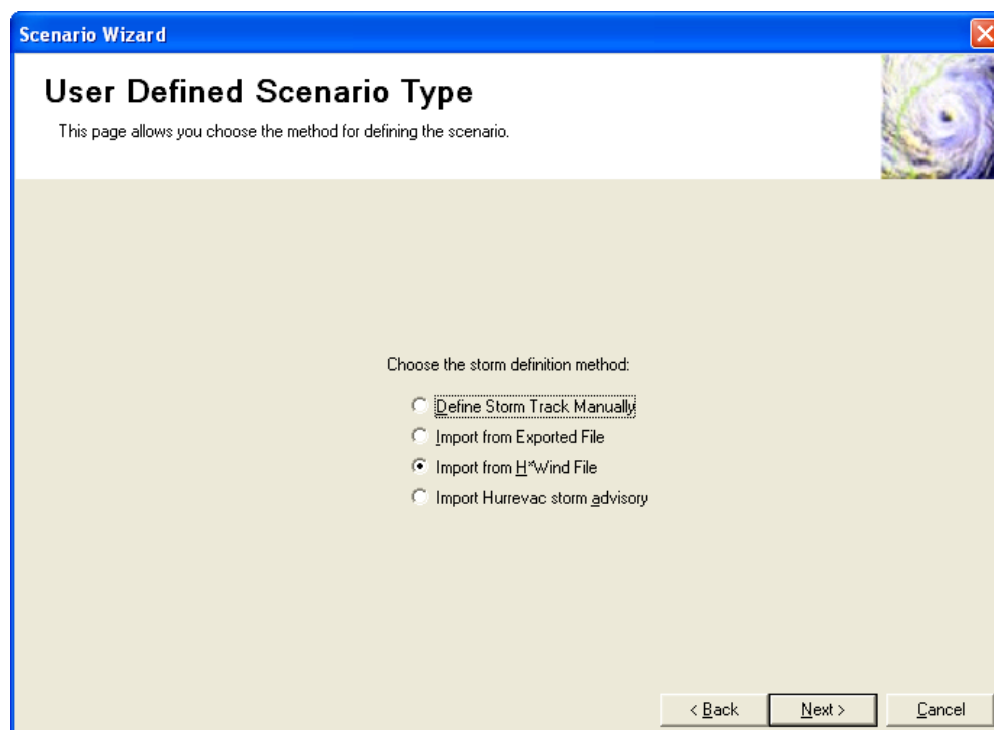 Scenario Wizard
User Defined Scenario Type
This page allows you choose the method for defining the scenario.
Choose the storm definition method:
Define Storm Track Manually
Import from Exported File
Import from H*Wind File
Import Hurrevac storm advisory
< Back Next > Cancel